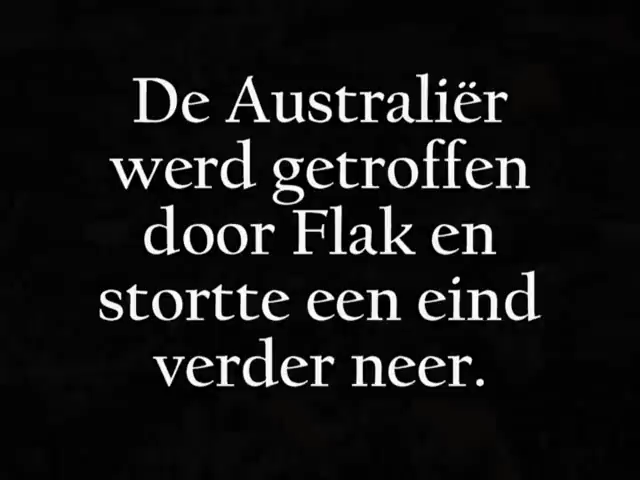 De Australiër
werd getroffen
door Flak en
stortte een eind
verder neer.